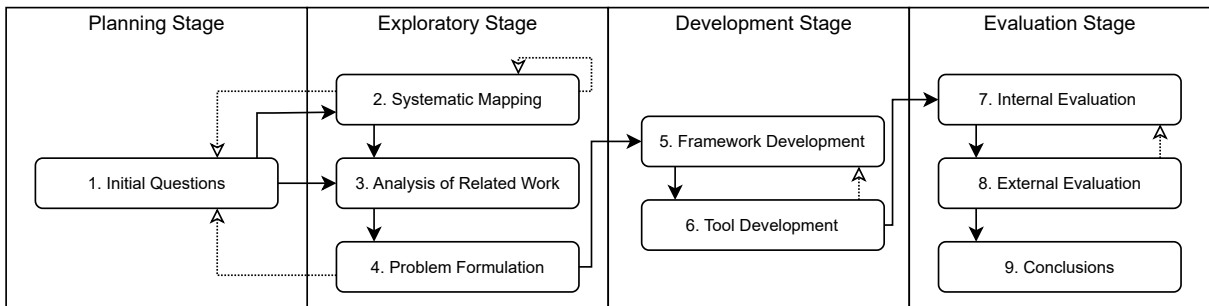 Planning Stage
Exploratory Stage
Development Stage
Evaluation Stage
1. Initial Questions
2. Systematic Mapping
3. Analysis of Related Work
4. Problem Formulation
5. Framework Development
6. Tool Development
7. Internal Evaluation
8. External Evaluation
9. Conclusions